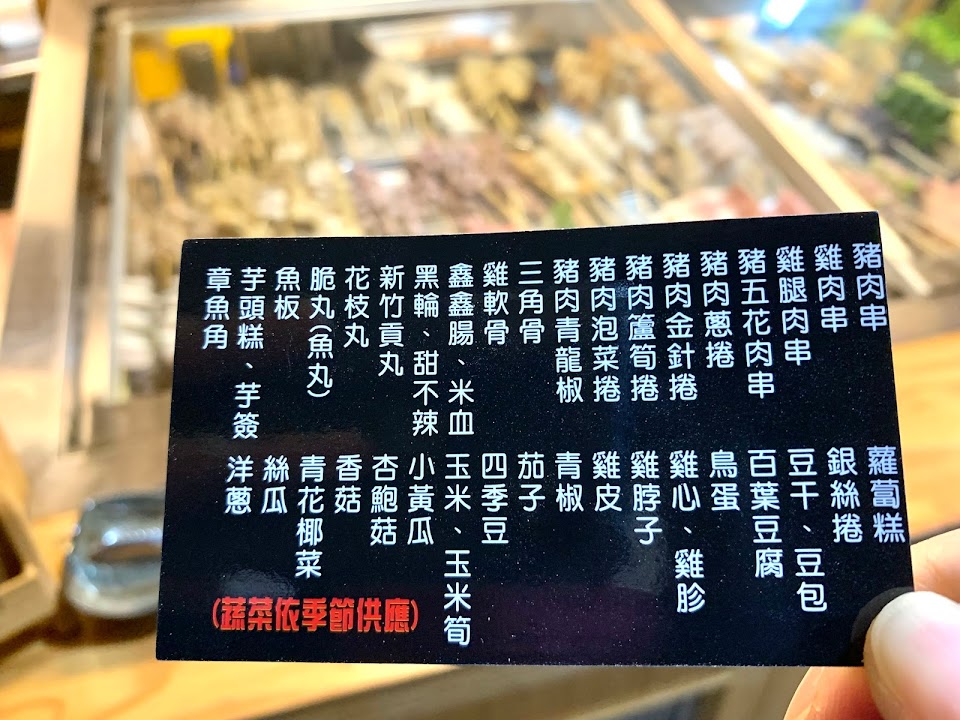 豬肉串
雞肉串
雞腿肉串
豬五花肉串
豬肉蔥捲
豬肉金針捲
豬肉蘆筍捲
豬肉泡菜捲
豬肉青龍椒
三角骨
雞軟骨
鑫鑫腸、米血
黑輪、甜不辣
新竹貢丸
花枝丸
脆丸(魚丸)
魚板
芋頭糕、芋簽
章魚角
蘿蔔糕
銀絲捲
豆干、豆包
百葉豆腐
鳥蛋
雞心、雞胗
雞脖子
雞皮
青椒
茄子
四季豆
玉米、玉米筍
小黃瓜
杏鮑菇
香菇
青花椰菜
絲瓜
洋蔥
(蔬菜依季節供應)